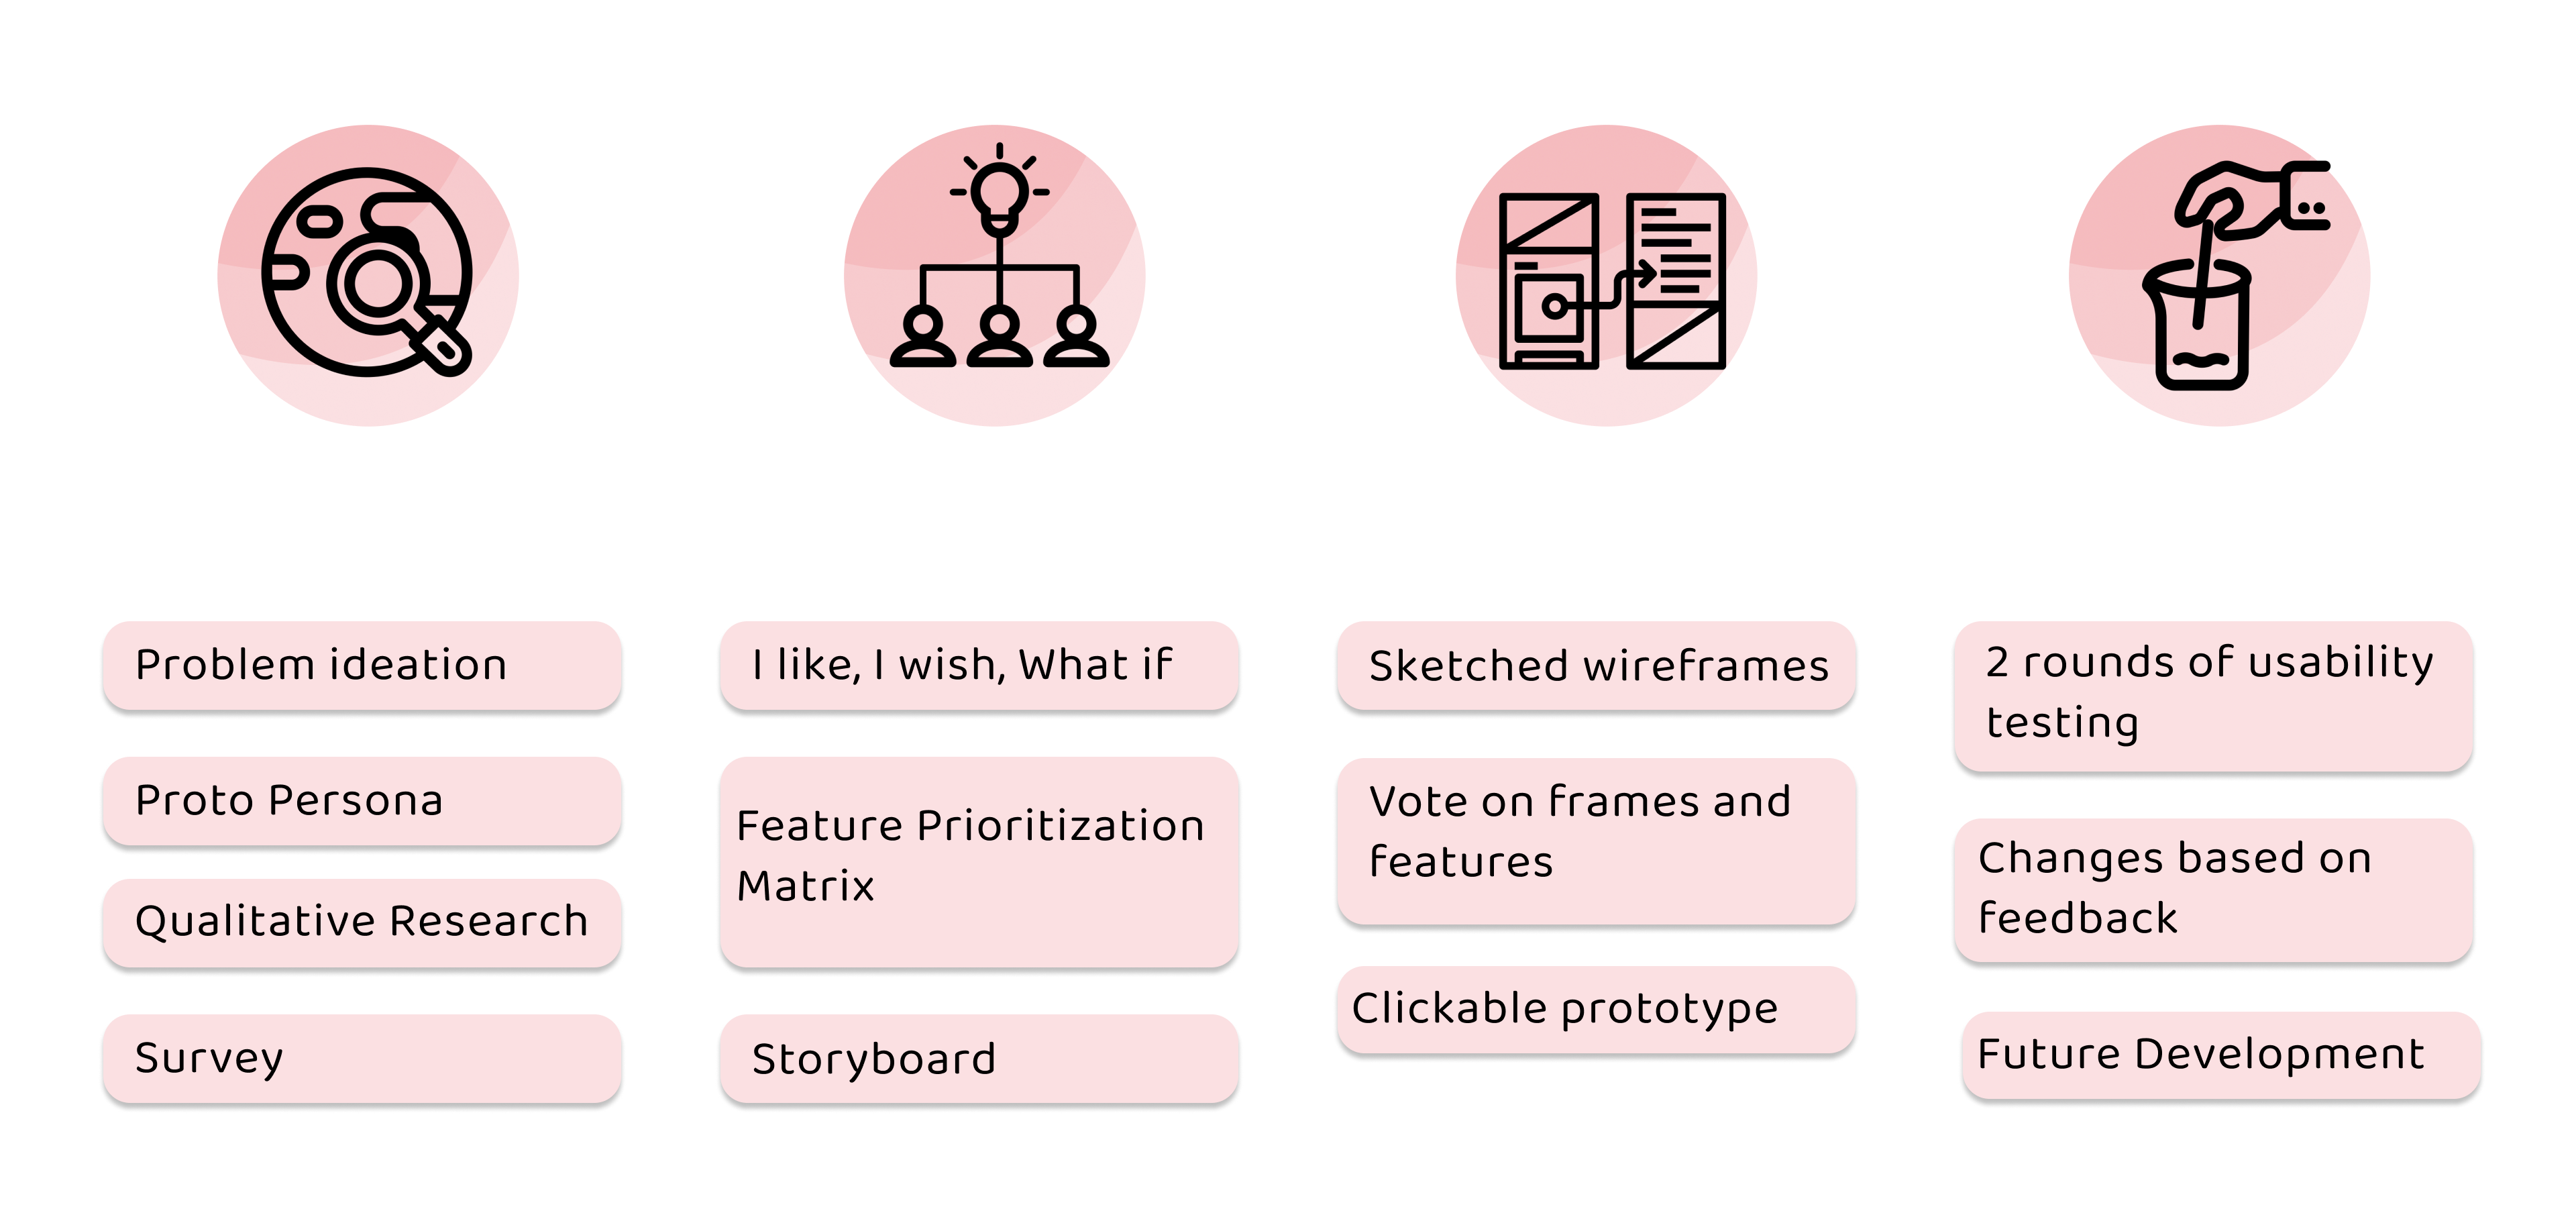 Problem ideation
Proto Persona
Qualitative Research
Survey
I like, I wish, What if
Feature Prioritization
Matrix
Storyboard
Sketched wireframes
Vote on frames and
features
Clickable prototype
2 rounds of usability
testing
Changes based on
feedback
Future Development